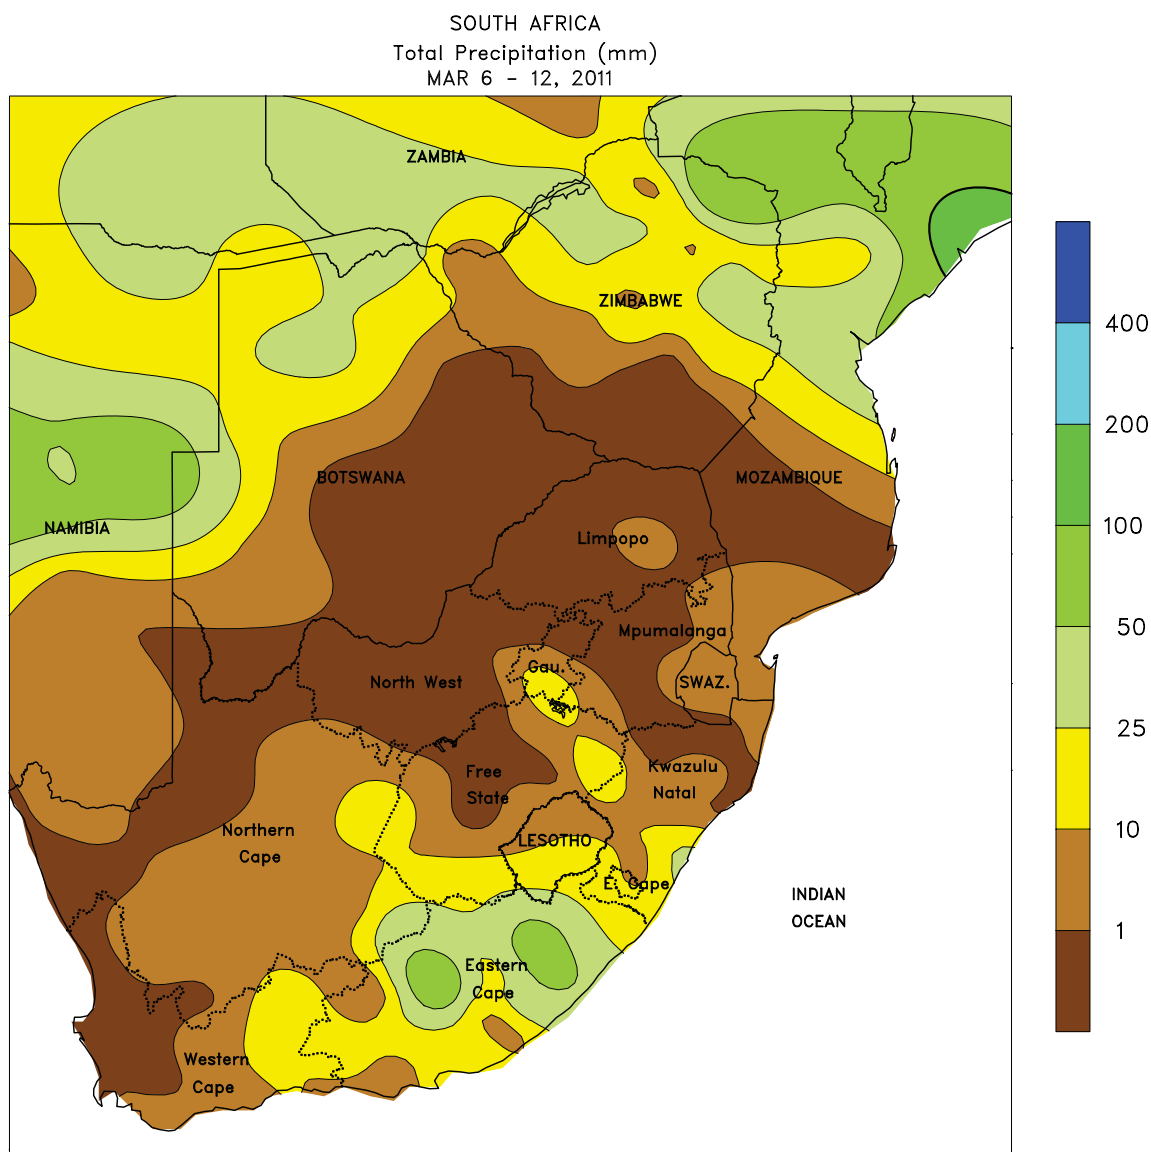 SOUTH AFRICA
Total Precipitation (mm)
MAR 6 - 12, 2011
ZAMBIA
ZIMBABWE
400
200
BOTSWANA
MOZAMBIQUE
NAMIBIA
Limpopo
100
Mpumalanga
50
Gau.
North West
SWAZ.
25
Free
State
Kwazulu
Natal
Northern
Cape
LESOTHO
10
E. Cape
INDIAN
OCEAN
1
Eastern
Cape
Western
Cape